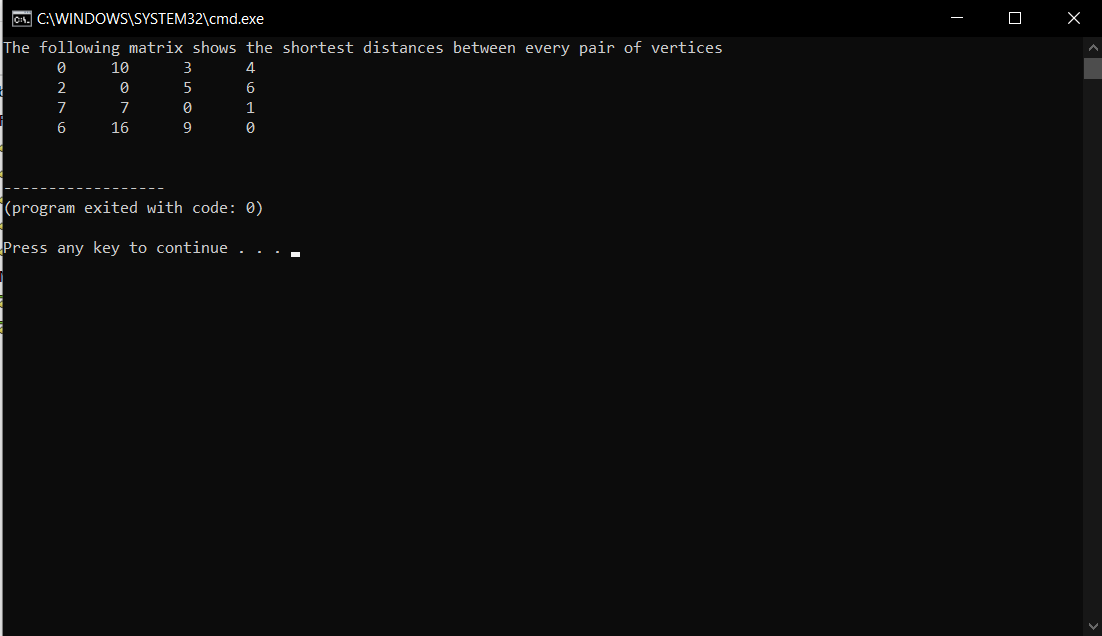 C:\WINDOWS\SYSTEM32\cmd.exe
The following matrix shows the shortest distances between every pair of vertices
0 10 3 4
2 0 5 6
7 7 0 1
6 16 9 0
------------------
(program exited with code: 0)
Press any key to continue . . .